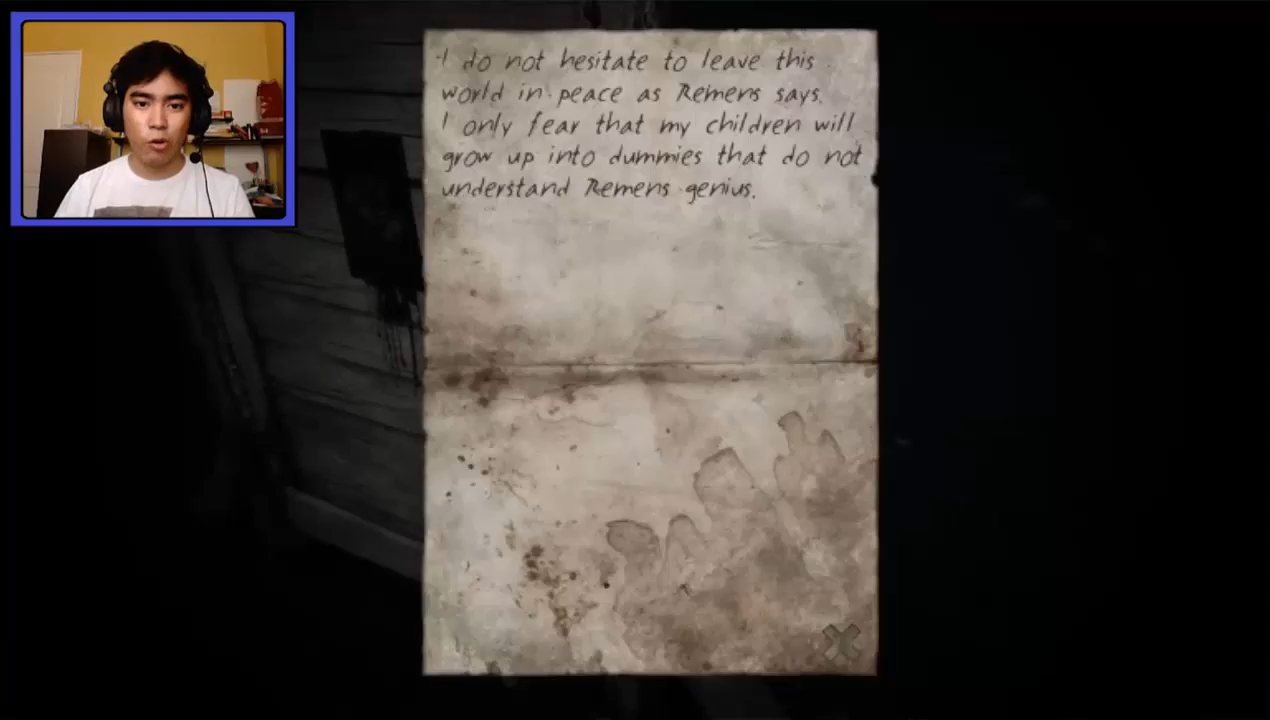 I do not hesitate to leave this
world in peace as Remens says.
I only fear that my children will
grow up into dummies that do not
understand Remens genius.